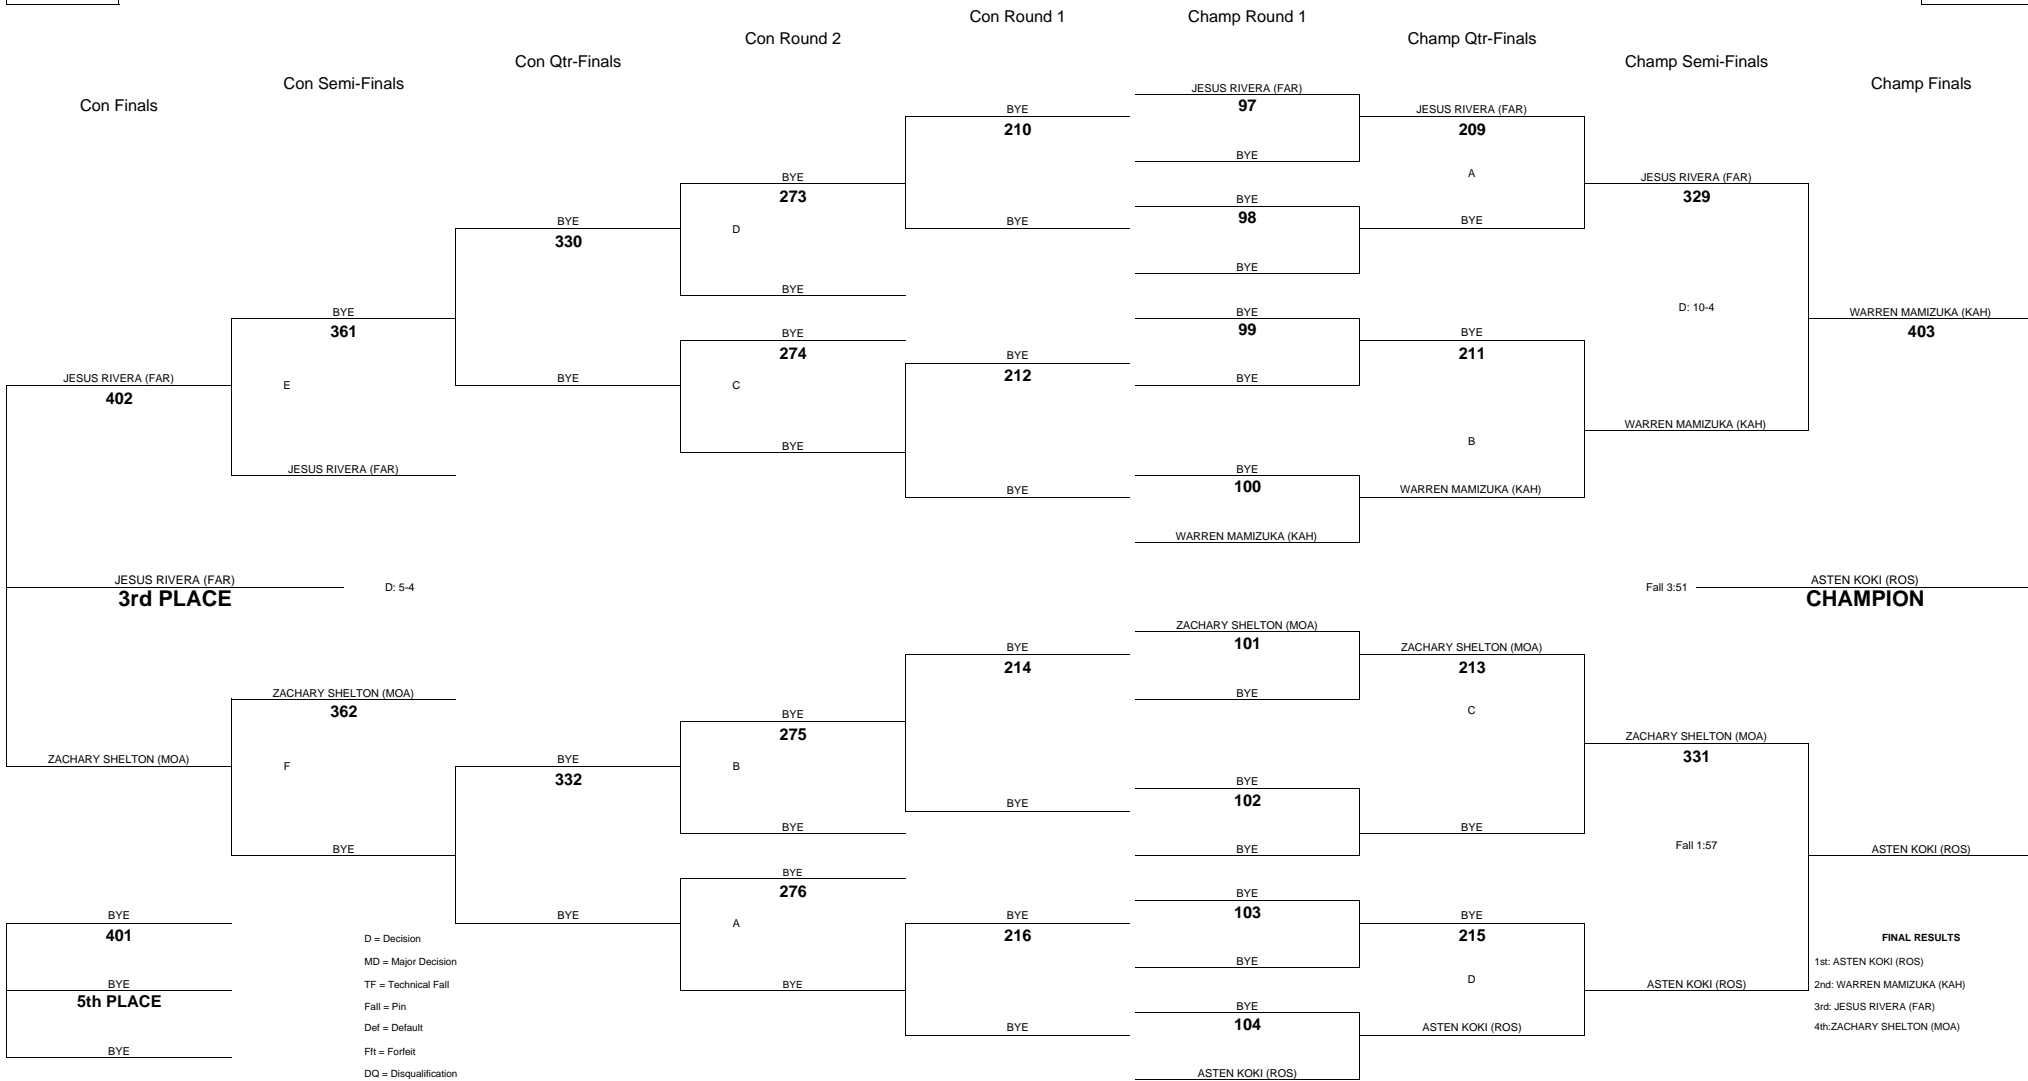 Con Round 1
Champ Round 1
Con Round 2
Champ Qtr-Finals
Con Qtr-Finals
Champ Semi-Finals
Con Semi-Finals
Champ Finals
Con Finals
JESUS RIVERA (FAR)
402
ZACHARY SHELTON (MOA)
JESUS RIVERA (FAR)
3rd PLACE
D: 5-4
BYE
401
BYE
5th PLACE
BYE
BYE
361
E
JESUS RIVERA (FAR)
ZACHARY SHELTON (MOA)
362
F
BYE
D = Decision
MD = Major Decision
TF = Technical Fall
Fall = Pin
Def = Default
Fft = Forfeit
DQ = Disqualification
BYE
330
BYE
BYE
332
BYE
BYE
273
D
BYE
BYE
274
C
BYE
BYE
275
B
BYE
BYE
276
A
BYE
BYE
210
BYE
BYE
212
BYE
BYE
214
BYE
BYE
216
BYE
JESUS RIVERA (FAR)
97
BYE
BYE
98
BYE
BYE
99
BYE
BYE
100
WARREN MAMIZUKA (KAH)
ZACHARY SHELTON (MOA)
101
BYE
BYE
102
BYE
BYE
103
BYE
BYE
104
ASTEN KOKI (ROS)
JESUS RIVERA (FAR)
209
A
BYE
BYE
211
B
WARREN MAMIZUKA (KAH)
ZACHARY SHELTON (MOA)
213
C
BYE
BYE
215
D
ASTEN KOKI (ROS)
JESUS RIVERA (FAR)
329
D: 10-4
WARREN MAMIZUKA (KAH)
ZACHARY SHELTON (MOA)
331
Fall 1:57
ASTEN KOKI (ROS)
WARREN MAMIZUKA (KAH)
403
Fall 3:51
ASTEN KOKI (ROS)
CHAMPION
ASTEN KOKI (ROS)
FINAL RESULTS
1st: ASTEN KOKI (ROS)
2nd: WARREN MAMIZUKA (KAH)
3rd: JESUS RIVERA (FAR)
4th:ZACHARY SHELTON (MOA)